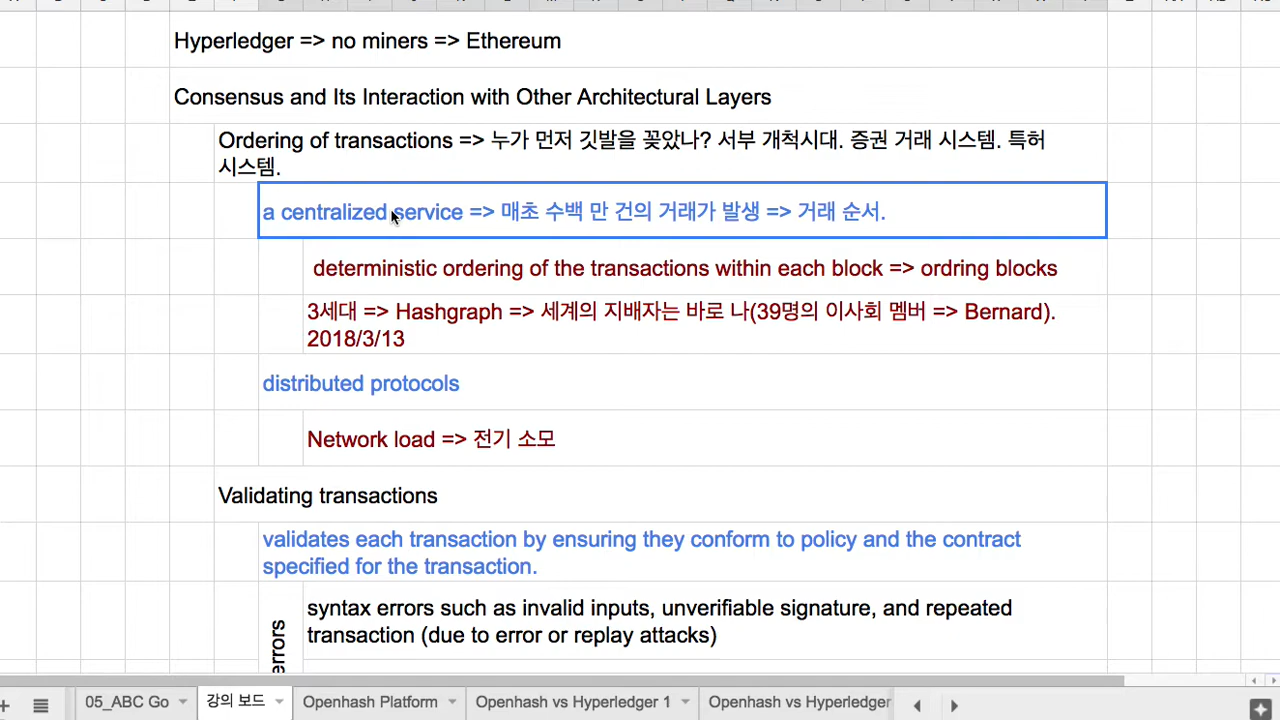 Hyperledger => no miners => Ethereum
Consensus and Its Interaction with Other Architectural Layers
Ordering of transactions => 누가 먼저 깃발을 꽂았나? 서부 개척시대. 증권 거래 시스템. 특허
시스템.
a centralized service => 매초 수백 만 건의 거래가 발생 => 거래 순서.
deterministic ordering of the transactions within each block => ordring blocks
3세대 => Hashgraph => 세계의 지배자는 바로 나(39명의 이사회 멤버 => Bernard).
2018/3/13
distributed protocols
Network load => 전기 소모
Validating transactions
validates each transaction by ensuring they conform to policy and the contract
specified for the transaction.
errors
syntax errors such as invalid inputs, unverifiable signature, and repeated
transaction (due to error or replay attacks)
05_ABC Go
강의 보드
Openhash Platform
Openhash vs Hyperledger 1
Openhash vs Hyperledger